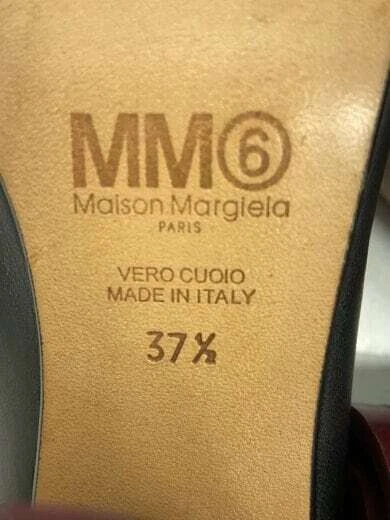 MM⑥
Maison Margiela
PARIS
VERO CUOIO
MADE IN ITALY
37½